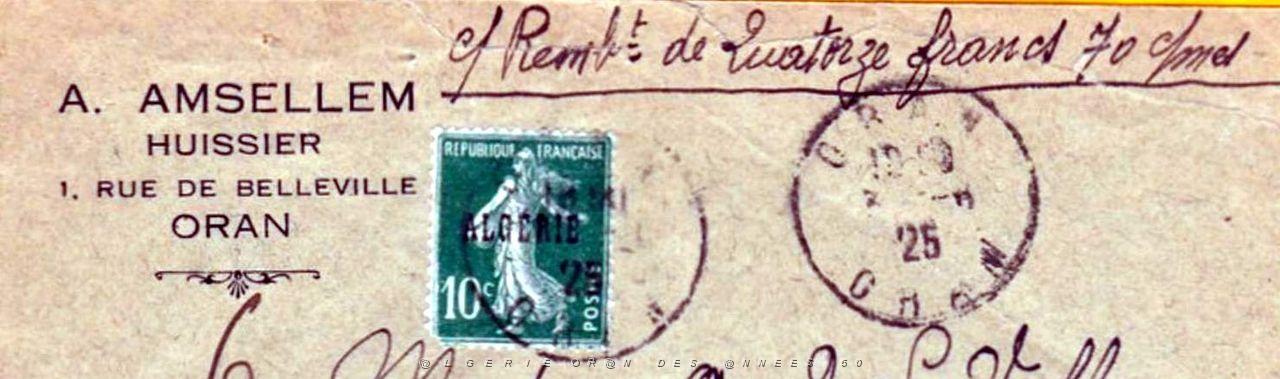 c/ Rembt de Quatorze francs 70 cmes
A. AMSELLEM
HUISSIER
1, RUE DE BELLEVILLE
ORAN
REPUBLIQUE FRANÇAISE
ALGÉRIE
10c
POSTES
'25
ORAN
'25
ORAN
@LGERIE OR@N DES @NNEES 50